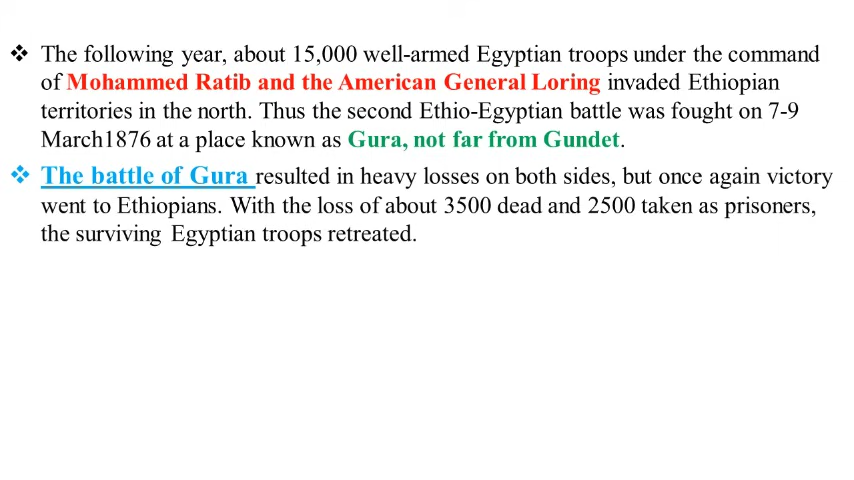 ❖ The following year, about 15,000 well-armed Egyptian troops under the command
of Mohammed Ratib and the American General Loring invaded Ethiopian
territories in the north. Thus the second Ethio-Egyptian battle was fought on 7-9
March1876 at a place known as Gura, not far from Gundet.
❖ The battle of Gura resulted in heavy losses on both sides, but once again victory
went to Ethiopians. With the loss of about 3500 dead and 2500 taken as prisoners,
the surviving Egyptian troops retreated.